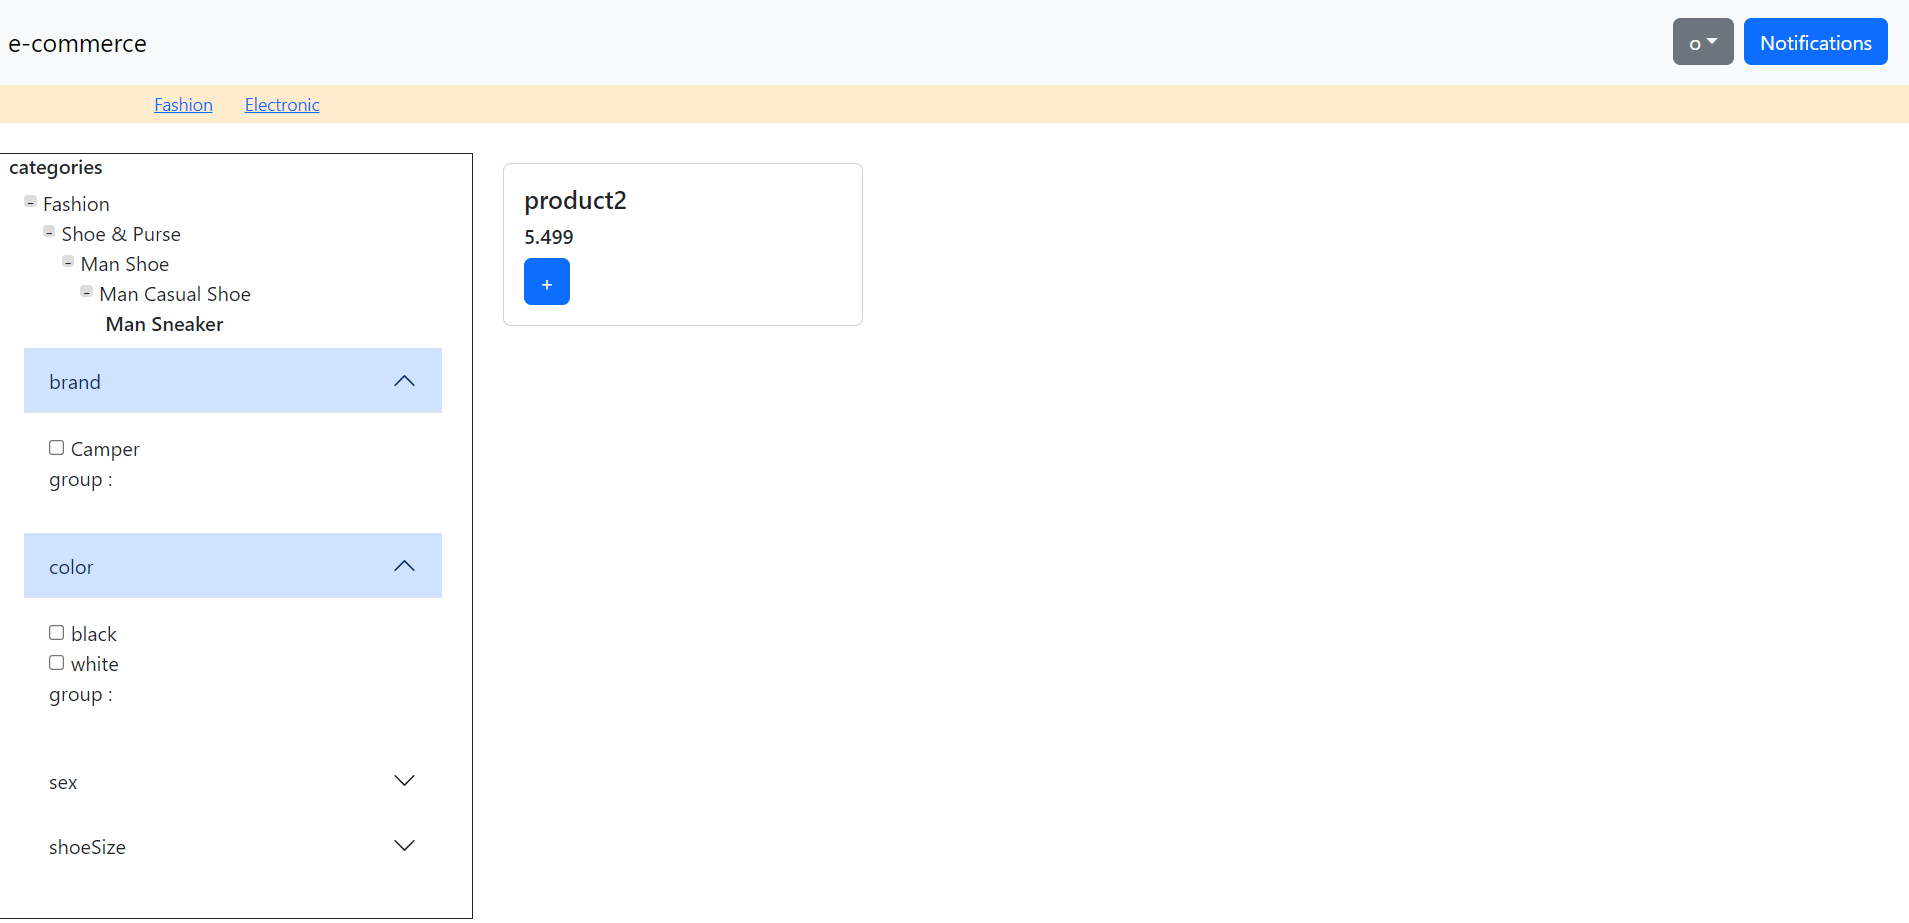 e-commerce
o
Notifications
Fashion Electronic
categories
- Fashion
- Shoe & Purse
- Man Shoe
- Man Casual Shoe
Man Sneaker
brand
Camper
group :
color
black
white
group :
sex
shoeSize
product2
5.499
+